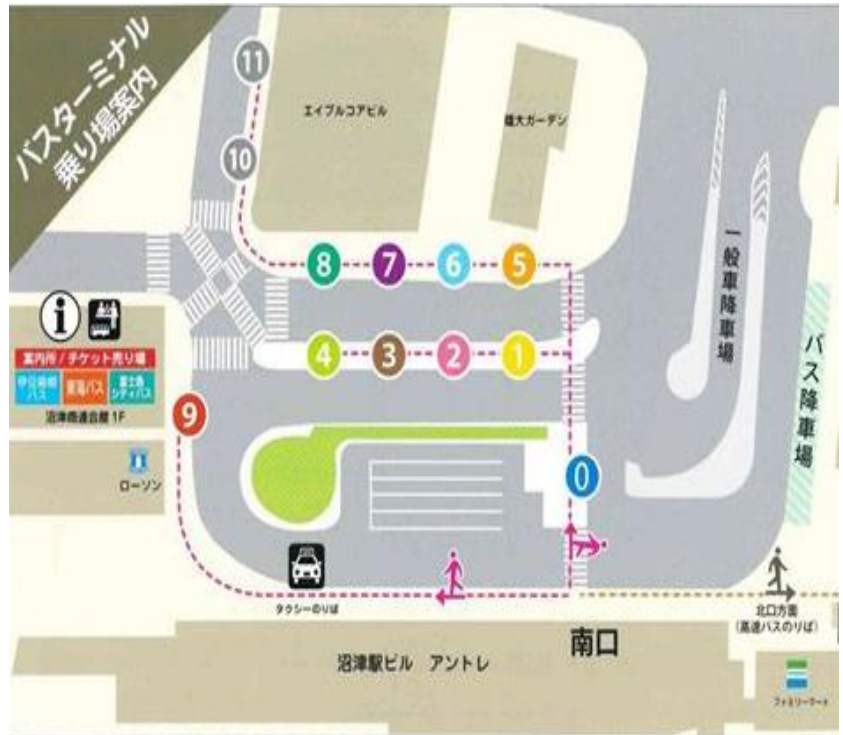 バスターミナル
乗り場案内
11
エイブルコアビル
雄大ガーデン
10
8
7
6
5
一般車降車場
バス降車場
i
案内所/チケット売り場
伊豆箱根
バス
東海バス
富士急
シティバス
沼津商連会館 1F
4
3
2
1
9
ローソン
0
タクシーのりば
北口方面
(高速バスのりば)
南口
沼津駅ビル アントレ
ファミリーマート